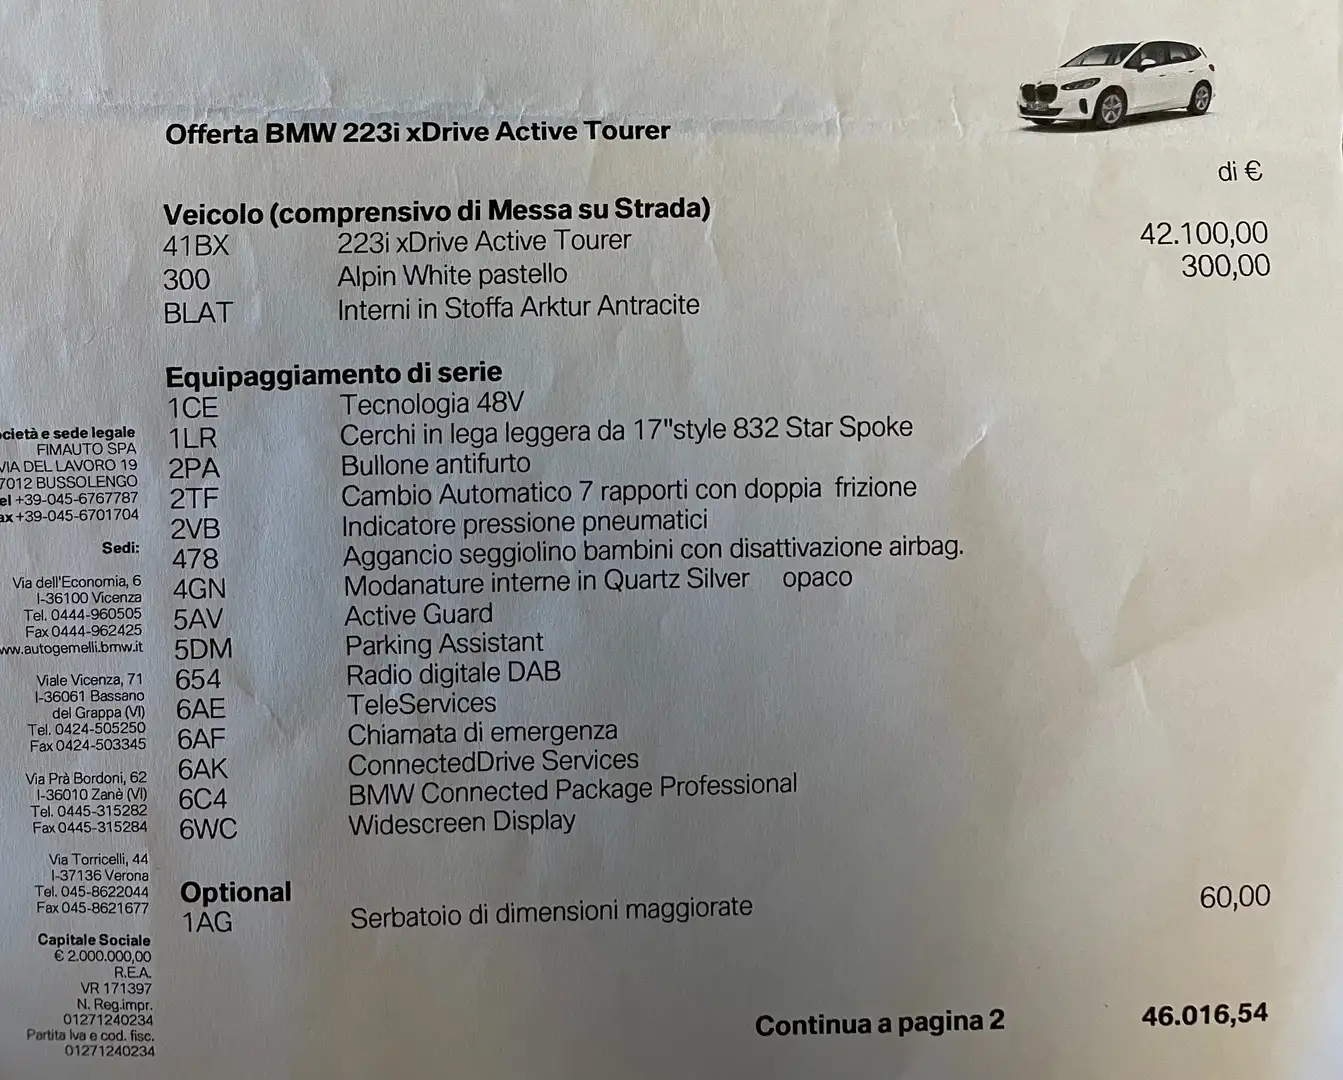 Offerta BMW 223i xDrive Active Tourer
di €
Veicolo (comprensivo di Messa su Strada)
41BX 223i xDrive Active Tourer 42.100,00
300 Alpin White pastello 300,00
BLAT Interni in Stoffa Arktur Antracite
Equipaggiamento di serie
1CE Tecnologia 48V
1LR Cerchi in lega leggera da 17"style 832 Star Spoke
2PA Bullone antifurto
2TF Cambio Automatico 7 rapporti con doppia frizione
2VB Indicatore pressione pneumatici
478 Aggancio seggiolino bambini con disattivazione airbag.
4GN Modanature interne in Quartz Silver opaco
5AV Active Guard
5DM Parking Assistant
654 Radio digitale DAB
6AE TeleServices
6AF Chiamata di emergenza
6AK ConnectedDrive Services
6C4 BMW Connected Package Professional
6WC Widescreen Display
Optional
1AG Serbatoio di dimensioni maggiorate 60,00
Continua a pagina 2 46.016,54
cietà e sede legale
FIMAUTO SPA
VIA DEL LAVORO 19
7012 BUSSOLENGO
el +39-045-6767787
ax +39-045-6701704
Sedi:
Via dell'Economia, 6
I-36100 Vicenza
Tel. 0444-960505
Fax 0444-962425
ww.autogemelli.bmw.it
Viale Vicenza, 71
I-36061 Bassano
del Grappa (VI)
Tel. 0424-505250
Fax 0424-503345
Via Prà Bordoni, 62
I-36010 Zanè (VI)
Tel. 0445-315282
Fax 0445-315284
Via Torricelli, 44
I-37136 Verona
Tel. 045-8622044
Fax 045-8621677
Capitale Sociale
€ 2.000.000,00
R.E.A.
VR 171397
N. Reg.impr.
01271240234
Partita Iva e cod. fisc.
01271240234